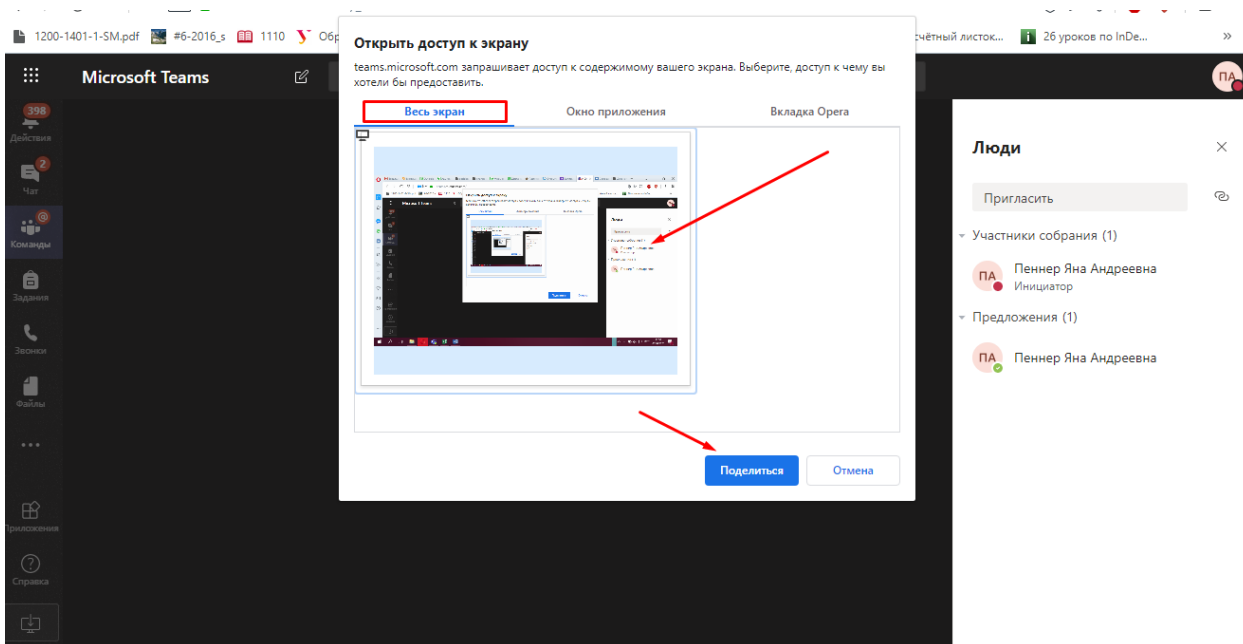 1200-1401-1-SM.pdf #6-2016_s 1110 Обр
счётный листок... 26 уроков по InDe... »
Открыть доступ к экрану
teams.microsoft.com запрашивает доступ к содержимому вашего экрана. Выберите, доступ к чему вы
хотели бы предоставить.
Весь экран Окно приложения Вкладка Opera
Microsoft Teams
ПА
398
Действия
2
Чат
@
Команды
Задания
Звонки
Файлы
Приложения
Справка
Поделиться Отмена
Люди
Пригласить
Участники собрания (1)
ПА Пеннер Яна Андреевна
Инициатор
Предложения (1)
ПА Пеннер Яна Андреевна